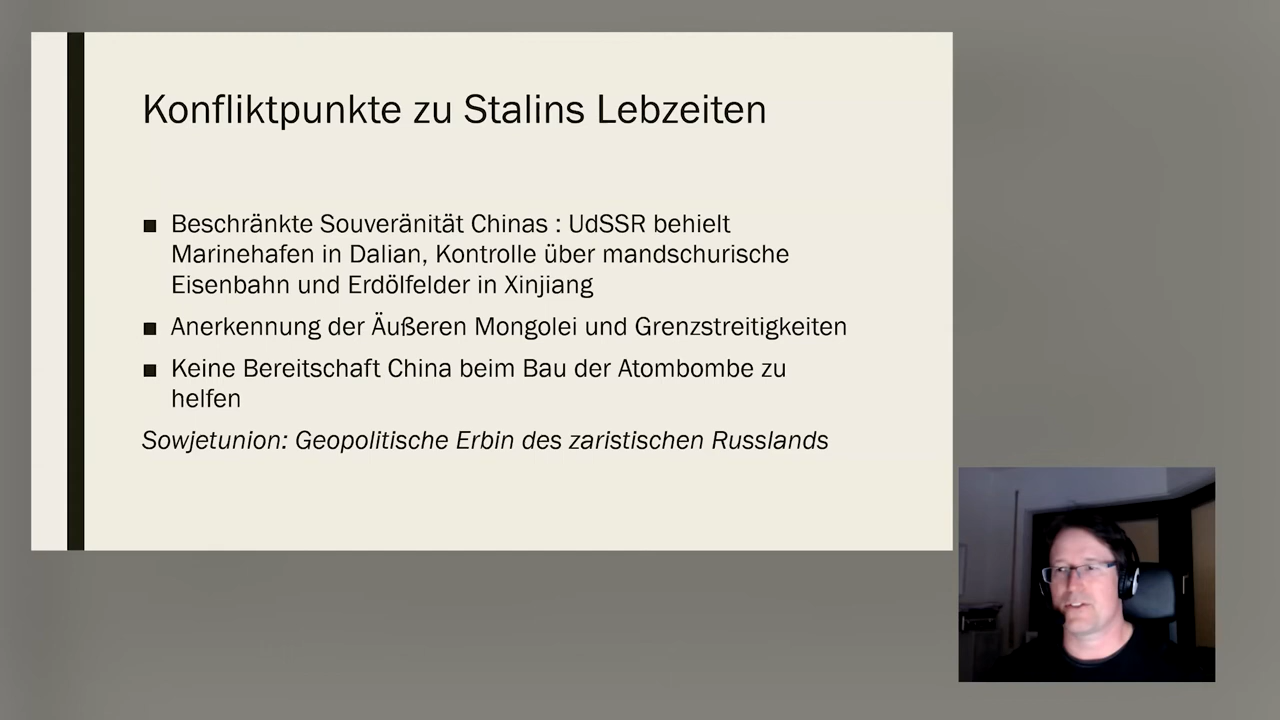 Konfliktpunkte zu Stalins Lebzeiten
■ Beschränkte Souveränität Chinas : UdSSR behielt
Marinehafen in Dalian, Kontrolle über mandschurische
Eisenbahn und Erdölfelder in Xinjiang
■ Anerkennung der Äußeren Mongolei und Grenzstreitigkeiten
■ Keine Bereitschaft China beim Bau der Atombombe zu
helfen
Sowjetunion: Geopolitische Erbin des zaristischen Russlands